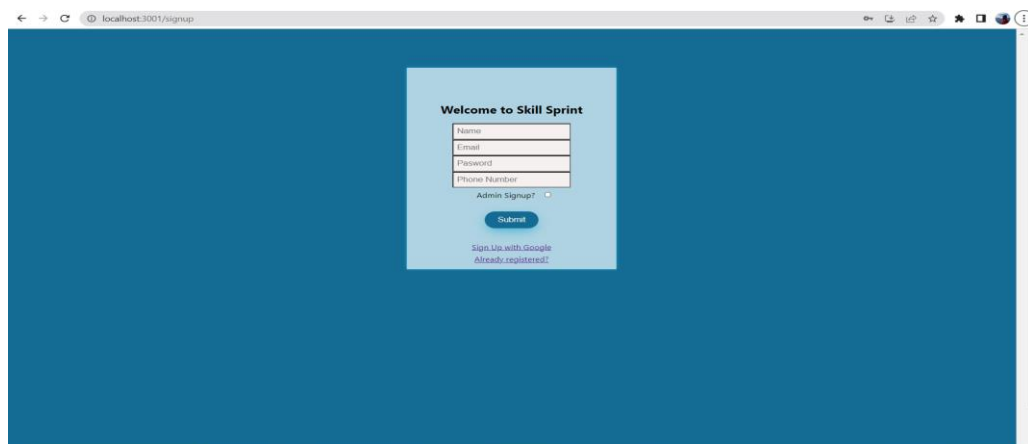 localhost:3001/signup
Welcome to Skill Sprint
Name
Email
Pasword
Phone Number
Admin Signup?
Submit
Sign Up with Google
Already registered?